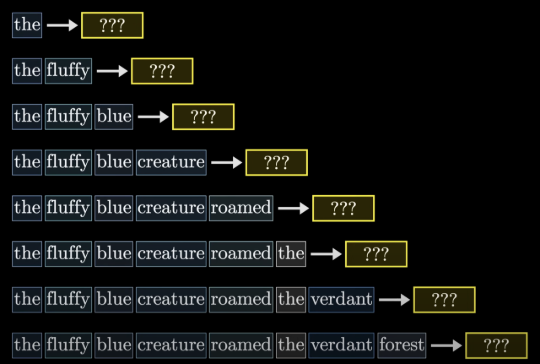 the → ???
the fluffy → ???
the fluffy blue → ???
the fluffy blue creature → ???
the fluffy blue creature roamed → ???
the fluffy blue creature roamed the → ???
the fluffy blue creature roamed the verdant → ???
the fluffy blue creature roamed the verdant forest → ???